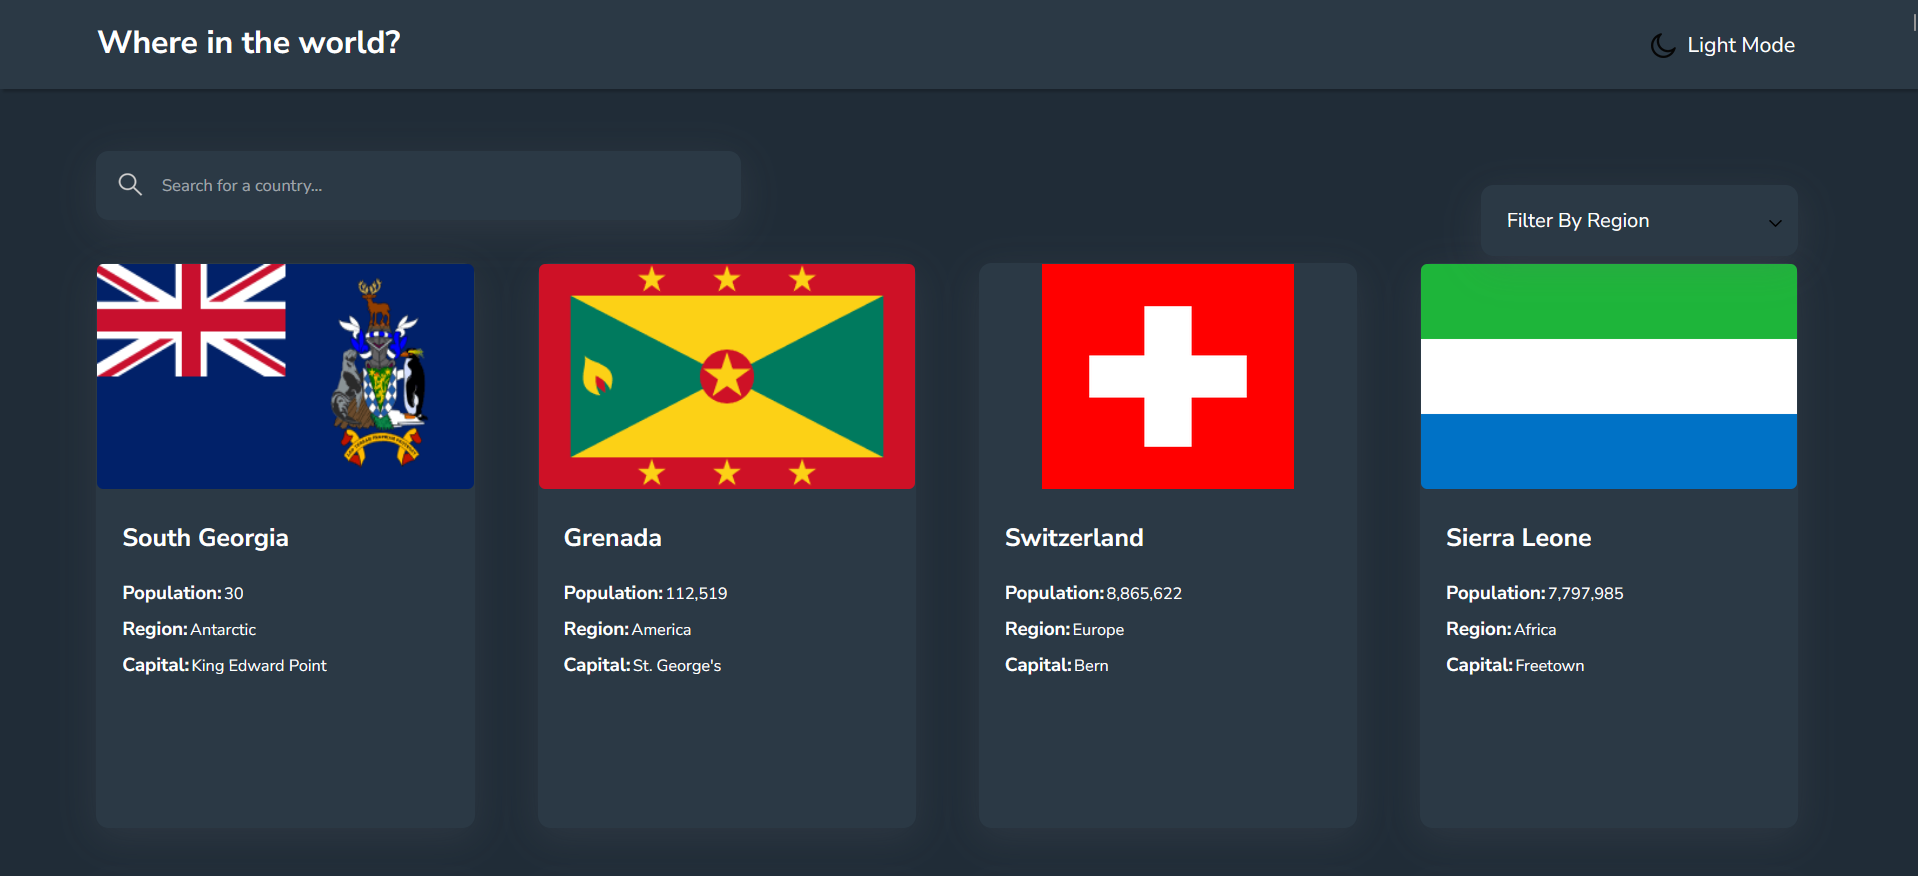 Where in the world?
Light Mode
Search for a country...
Filter By Region
South Georgia
Population: 30
Region: Antarctic
Capital: King Edward Point
Grenada
Population: 112,519
Region: America
Capital: St. George's
Switzerland
Population: 8,865,622
Region: Europe
Capital: Bern
Sierra Leone
Population: 7,797,985
Region: Africa
Capital: Freetown